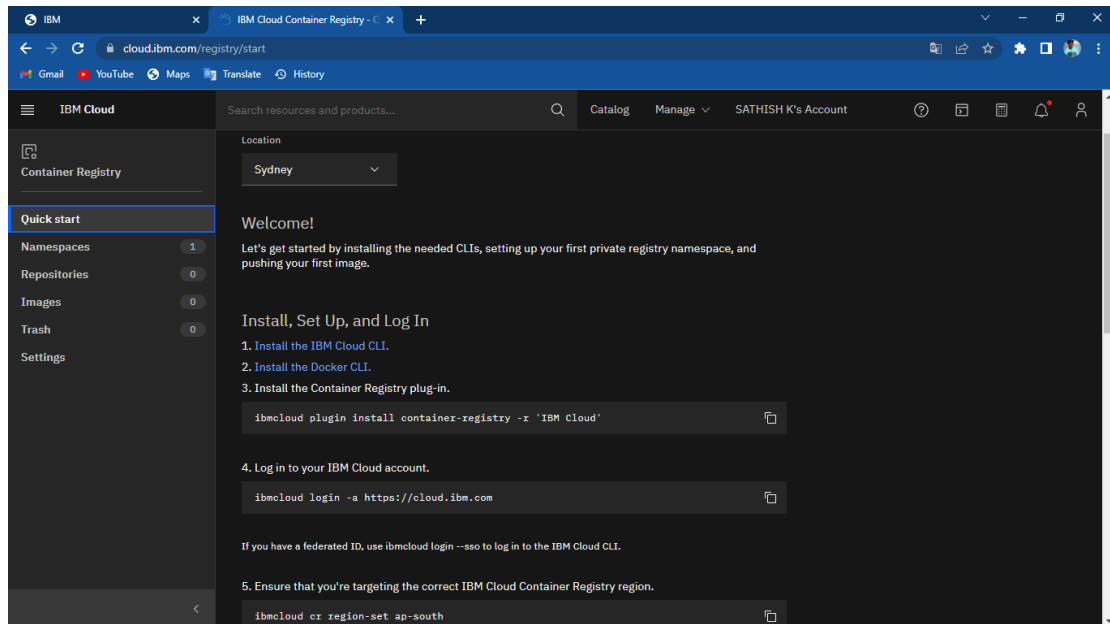 IBM
IBM Cloud Container Registry - C
cloud.ibm.com/registry/start
Gmail
YouTube
Maps
Translate
History
IBM Cloud
Search resources and products...
Catalog
Manage
SATHISH K's Account
Container Registry
Quick start
Namespaces 1
Repositories 0
Images 0
Trash 0
Settings
Location
Sydney
Welcome!
Let's get started by installing the needed CLIs, setting up your first private registry namespace, and
pushing your first image.
Install, Set Up, and Log In
1. Install the IBM Cloud CLI.
2. Install the Docker CLI.
3. Install the Container Registry plug-in.
ibmcloud plugin install container-registry -r 'IBM Cloud'
4. Log in to your IBM Cloud account.
ibmcloud login -a https://cloud.ibm.com
If you have a federated ID, use ibmcloud login --sso to log in to the IBM Cloud CLI.
5. Ensure that you're targeting the correct IBM Cloud Container Registry region.
ibmcloud cr region-set ap-south